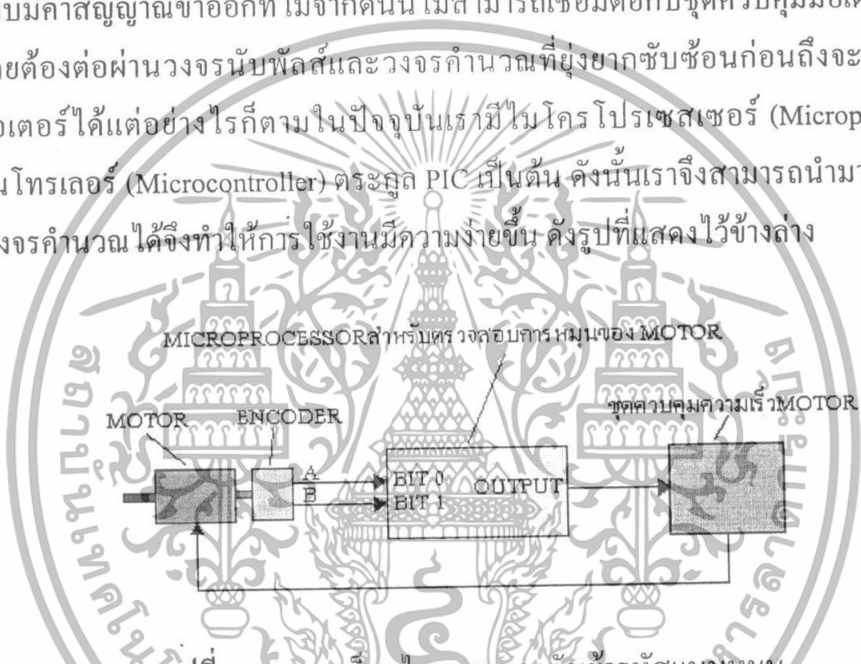 มีค่าสัญญาณเข้าออกที่ไม่จำกัดนั้น ไม่สามารถเชื่อมต่อกับชุดควบคุม
ต้องต่อผ่านวงจรนับพัลส์และวงจรคำนวณที่ยุ่งยากซับซ้อนก่อนถึงจะ
อเตอร์ได้แต่อย่างไรก็ตามในปัจจุบันเรามีไมโครโปรเซสเซอร์ (Microp
นโทรเลอร์ (Microcontroller) ตระกูล PIC เป็นต้น ดังนั้นเราจึงสามารถนำมา
งจรคำนวณได้จึงทำให้การใช้งานมีความง่ายขึ้น ดังรูปที่แสดงไว้ข้างล่าง
MICROPROCESSORสำหรับตรวจสอบการหมุนของ MOTOR
ชุดควบคุมความเร็วMOTOR
MOTOR ENCODER
A
B
BIT 0
BIT 1
OUTPUT